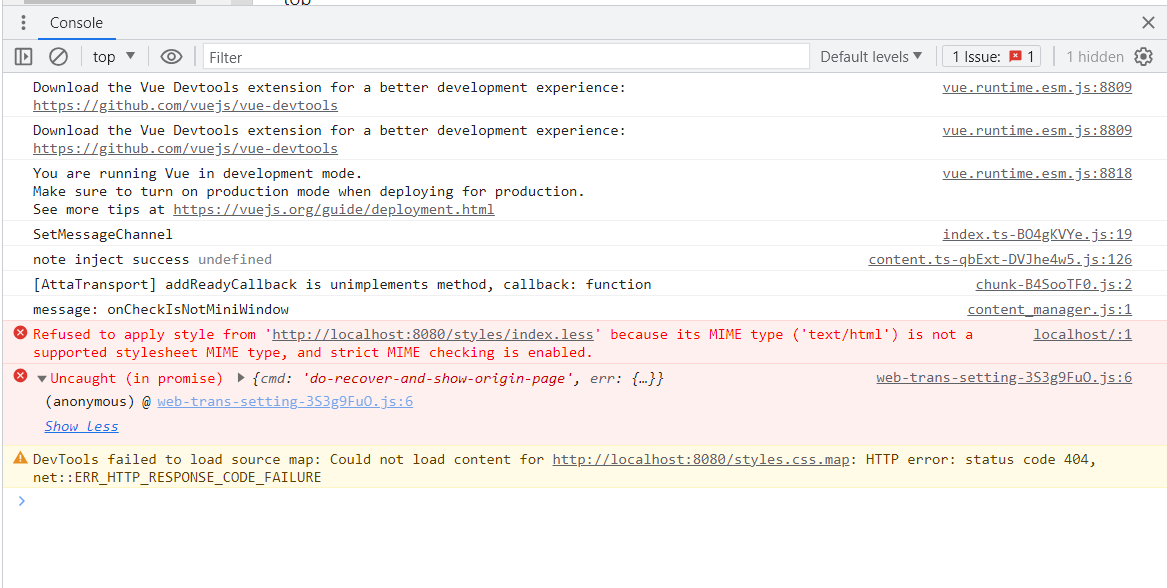 top
Console
top
Filter
Default levels
1 Issue: 1
1 hidden
Download the Vue Devtools extension for a better development experience: vue.runtime.esm.js:8809
https://github.com/vuejs/vue-devtools
Download the Vue Devtools extension for a better development experience: vue.runtime.esm.js:8809
https://github.com/vuejs/vue-devtools
You are running Vue in development mode. vue.runtime.esm.js:8818
Make sure to turn on production mode when deploying for production.
See more tips at https://vuejs.org/guide/deployment.html
SetMessageChannel index.ts-BO4gKVYe.js:19
note inject success undefined content.ts-qbExt-DVJhe4w5.js:126
[AttaTransport] addReadyCallback is unimplements method, callback: function chunk-B4SooTF0.js:2
message: onCheckIsNotMiniWindow content_manager.js:1
Refused to apply style from 'http://localhost:8080/styles/index.less' because its MIME type ('text/html') is not a localhost/:1
supported stylesheet MIME type, and strict MIME checking is enabled.
Uncaught (in promise) {cmd: 'do-recover-and-show-origin-page', err: {…}} web-trans-setting-3S3g9FuO.js:6
(anonymous) @ web-trans-setting-3S3g9FuO.js:6
Show less
DevTools failed to load source map: Could not load content for http://localhost:8080/styles.css.map: HTTP error: status code 404,
net::ERR_HTTP_RESPONSE_CODE_FAILURE